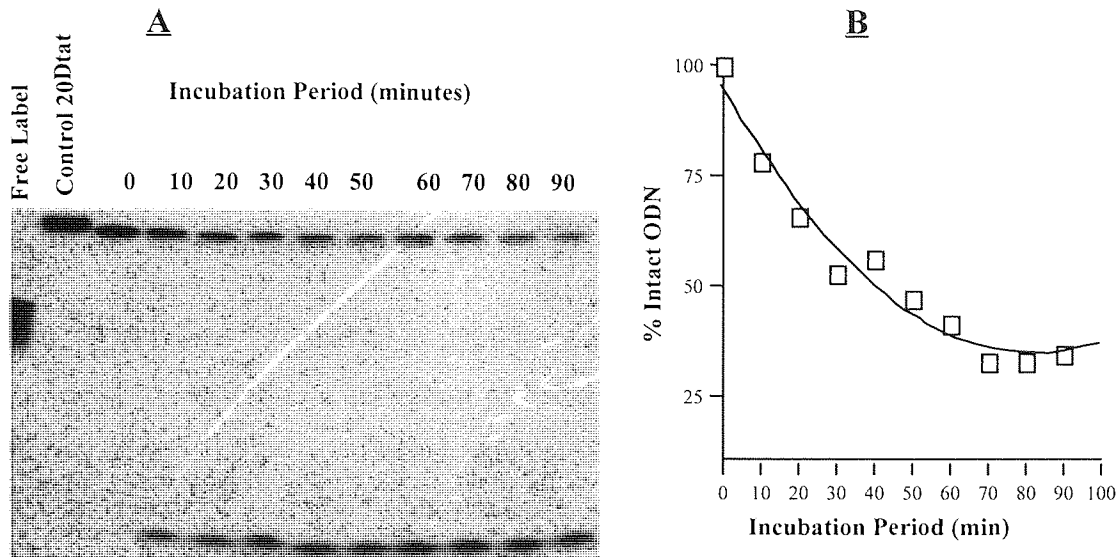 A
Free Label
Control 20Dtat
Incubation Period (minutes)
0 10 20 30 40 50 60 70 80 90
B
% Intact ODN
100
75
50
25
0 10 20 30 40 50 60 70 80 90 100
Incubation Period (min)